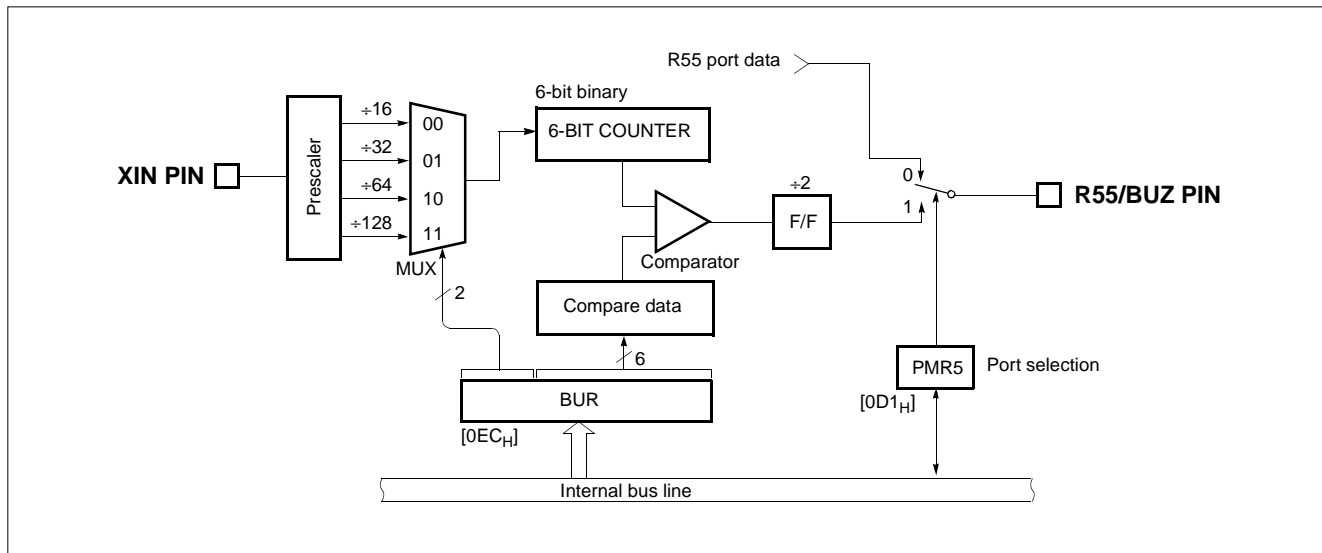 R55 port data
6-bit binary
÷16
÷32
÷64
÷128
Prescaler
XIN PIN
00
01
10
11
MUX
2
6-BIT COUNTER
Comparator
Compare data
6
÷2
F/F
0
1
R55/BUZ PIN
PMR5
Port selection
[0D1H]
BUR
[0ECH]
Internal bus line